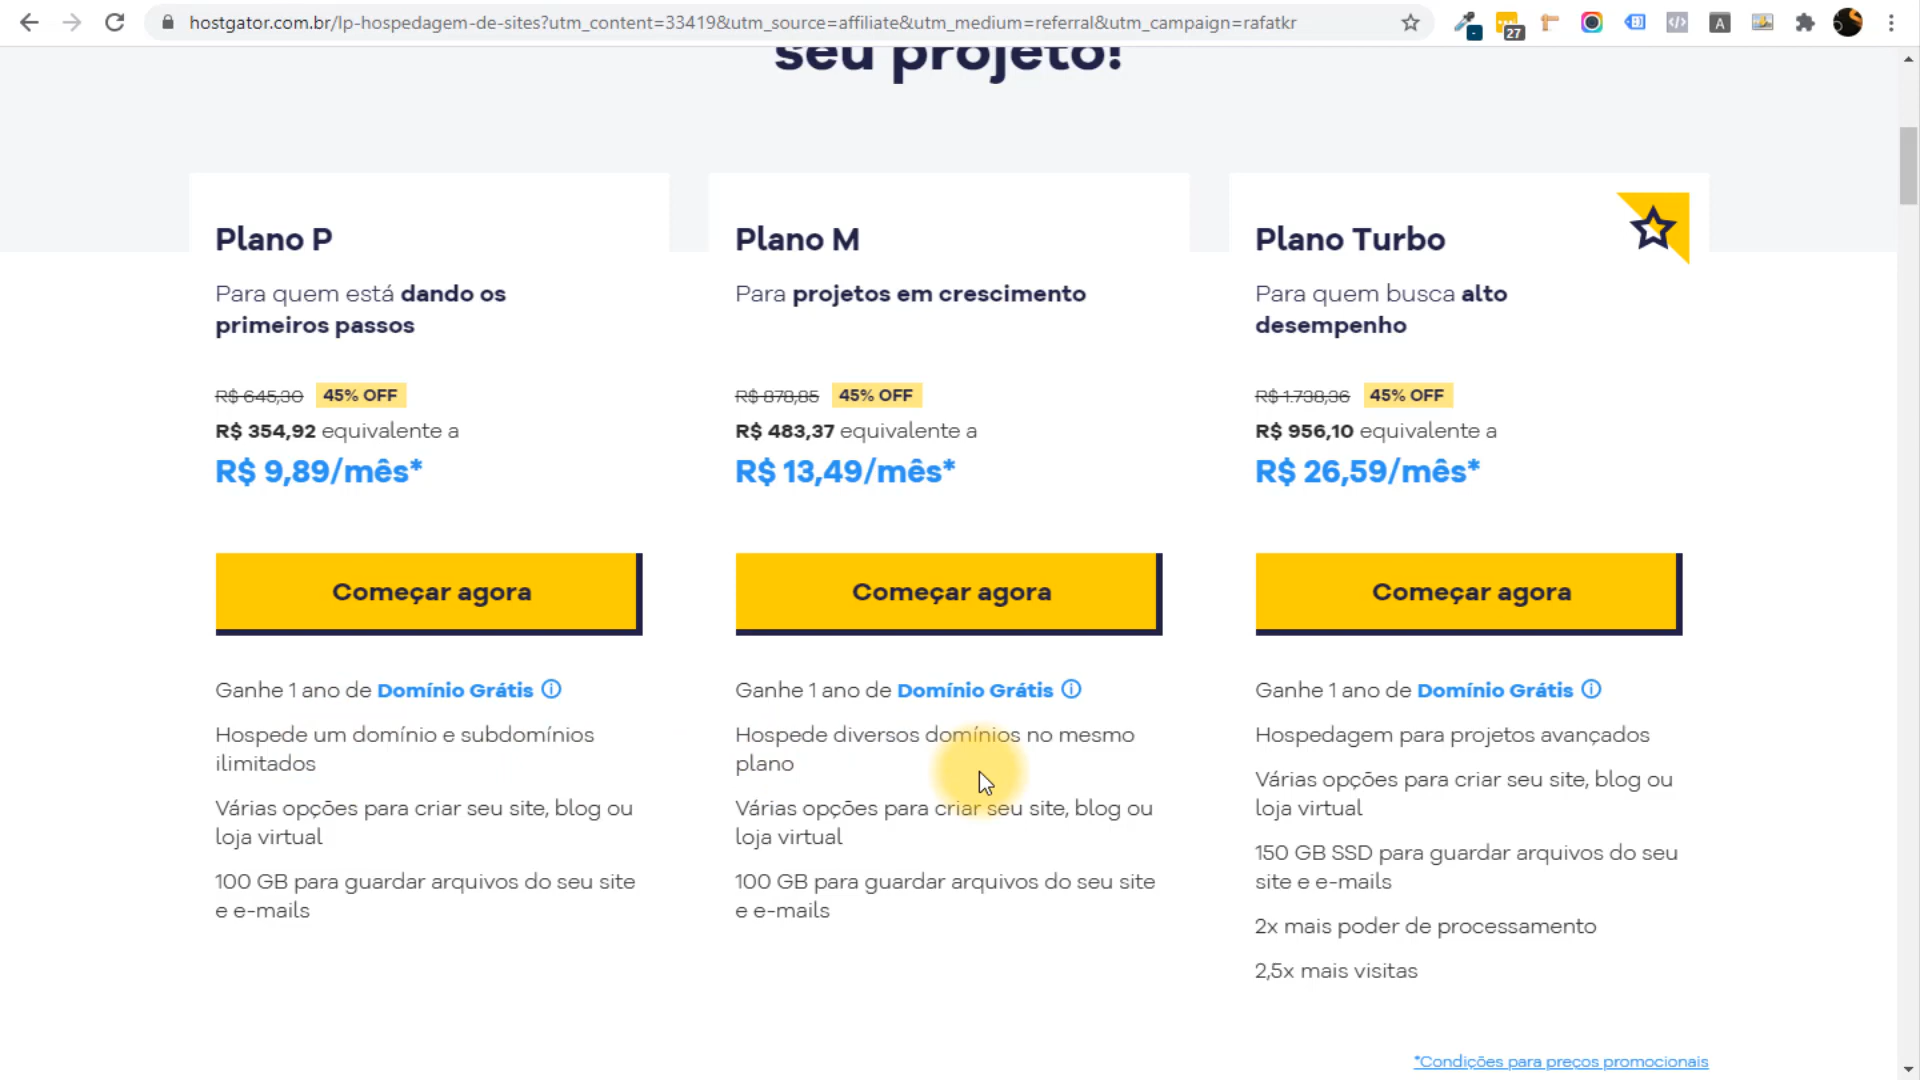 hostgator.com.br/lp-hospedagem-de-sites?utm_content=33419&utm_source=affiliate&utm_medium=referral&utm_campaign=rafatkr
27
A
seu projeto!
Plano P
Para quem está dando os
primeiros passos
R$ 645,30 45% OFF
R$ 354,92 equivalente a
R$ 9,89/mês*
Começar agora
Ganhe 1 ano de Domínio Grátis
Hospede um domínio e subdomínios
ilimitados
Várias opções para criar seu site, blog ou
loja virtual
100 GB para guardar arquivos do seu site
e e-mails
Plano M
Para projetos em crescimento
R$ 878,85 45% OFF
R$ 483,37 equivalente a
R$ 13,49/mês*
Começar agora
Ganhe 1 ano de Domínio Grátis
Hospede diversos domínios no mesmo
plano
Várias opções para criar seu site, blog ou
loja virtual
100 GB para guardar arquivos do seu site
e e-mails
Plano Turbo
Para quem busca alto
desempenho
R$ 1.738,36 45% OFF
R$ 956,10 equivalente a
R$ 26,59/mês*
Começar agora
Ganhe 1 ano de Domínio Grátis
Hospedagem para projetos avançados
Várias opções para criar seu site, blog ou
loja virtual
150 GB SSD para guardar arquivos do seu
site e e-mails
2x mais poder de processamento
2,5x mais visitas
*Condições para preços promocionais